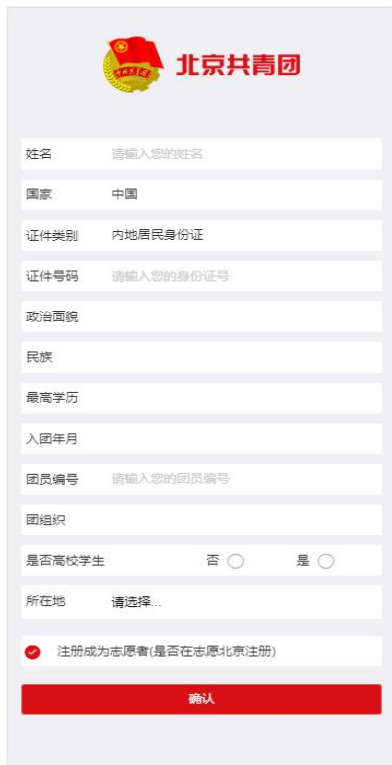 北京共青团
姓名 请输入您的姓名
国家 中国
证件类别 内地居民身份证
证件号码 请输入您的身份证号
政治面貌
民族
最高学历
入团年月
团员编号 请输入您的团员编号
团组织
是否高校学生 否 是
所在地 请选择...
注册成为志愿者(是否在志愿北京注册)
确认